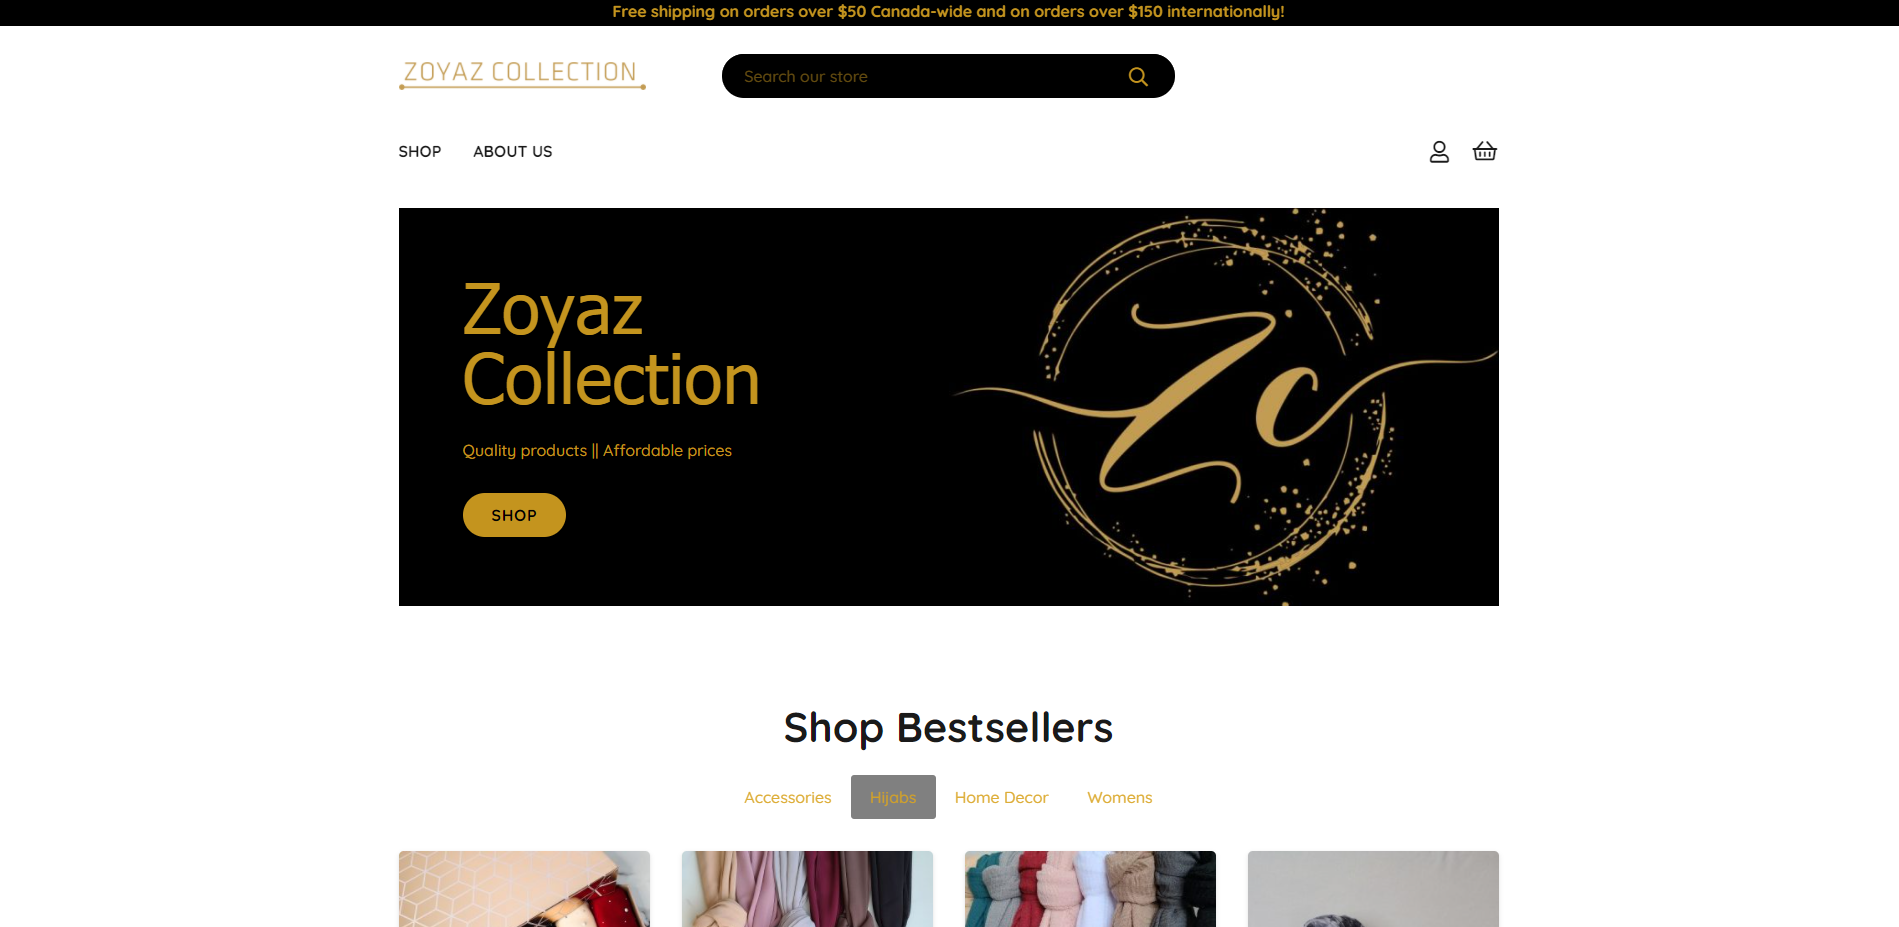 Free shipping on orders over $50 Canada-wide and on orders over $150 internationally!
ZOYAZ COLLECTION
Search our store
SHOP
ABOUT US
Zoyaz
Collection
Zc
Quality products || Affordable prices
SHOP
Shop Bestsellers
Accessories
Hijabs
Home Decor
Womens